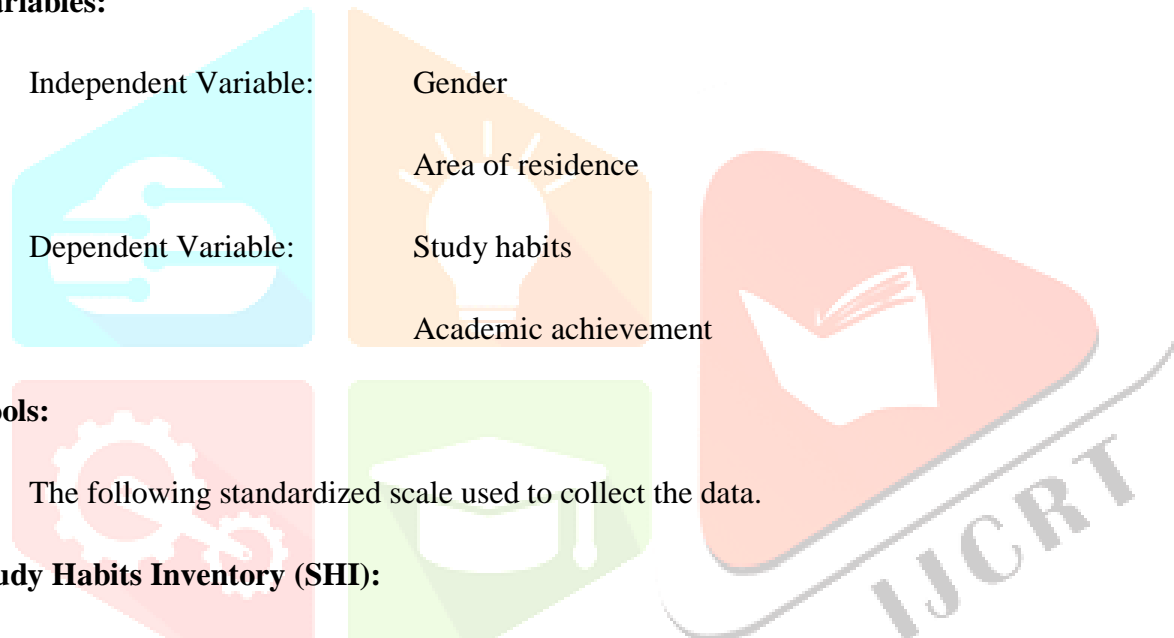 ariables:
Independent Variable: Gender
Area of residence
Dependent Variable: Study habits
Academic achievement
ools:
The following standardized scale used to collect the data.
udy Habits Inventory (SHI):
IJCRT